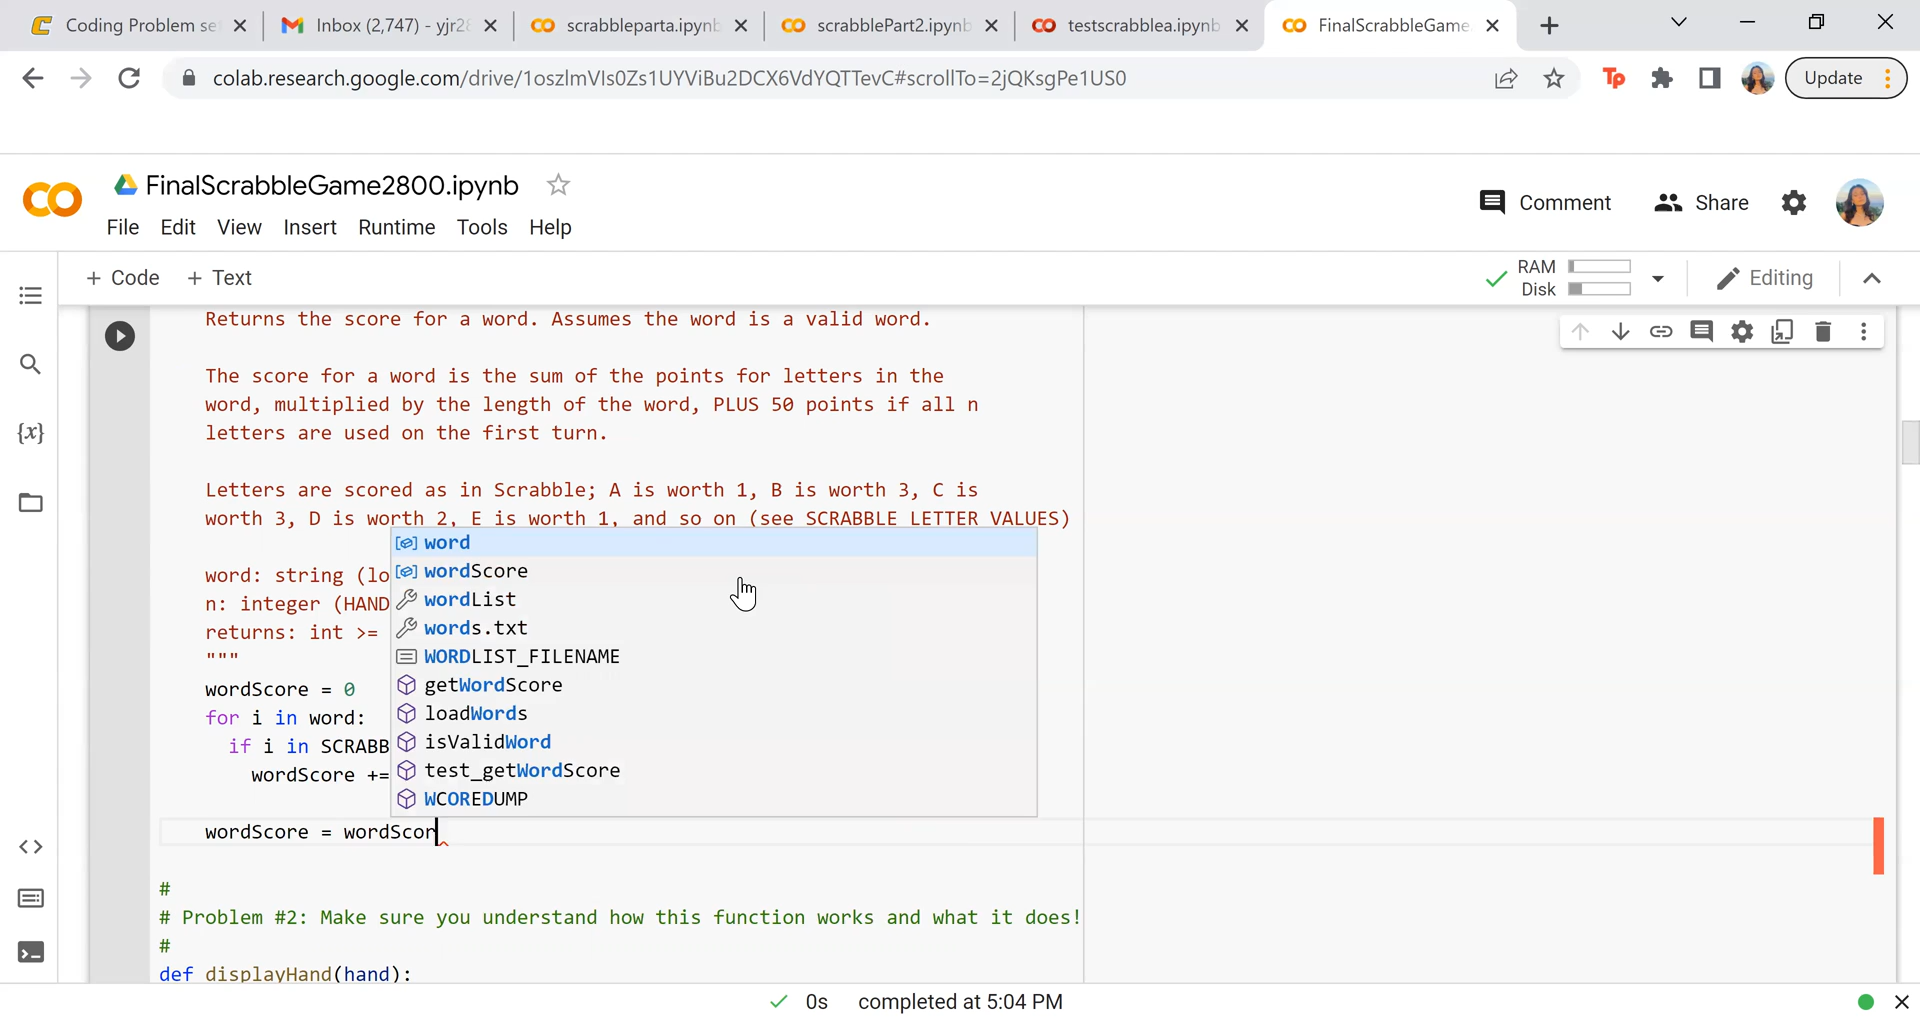 Coding Problem se
Inbox (2,747) - yjr28
scrabbleparta.ipynb
scrabblePart2.ipynb
testscrabblea.ipynb
FinalScrabbleGame
colab.research.google.com/drive/1oszlmVIs0Zs1UYViBu2DCX6VdYQTTevC#scrollTo=2jQKsgPe1US0
Tp
Update
FinalScrabbleGame2800.ipynb
File Edit View Insert Runtime Tools Help
Comment
Share
+ Code + Text
RAM
Disk
Editing
{x}
Returns the score for a word. Assumes the word is a valid word.
The score for a word is the sum of the points for letters in the
word, multiplied by the length of the word, PLUS 50 points if all n
letters are used on the first turn.
Letters are scored as in Scrabble; A is worth 1, B is worth 3, C is
worth 3, D is worth 2, E is worth 1, and so on (see SCRABBLE_LETTER_VALUES)
word: string (lo
n: integer (HAND
returns: int >=
"""
wordScore = 0
for i in word:
if i in SCRABB
wordScore +=
wordScore = wordScor
word
wordScore
wordList
words.txt
WORDLIST_FILENAME
getWordScore
loadWords
isValidWord
test_getWordScore
WCOREDUMP
#
# Problem #2: Make sure you understand how this function works and what it does!
#
def displayHand(hand):
0s completed at 5:04 PM